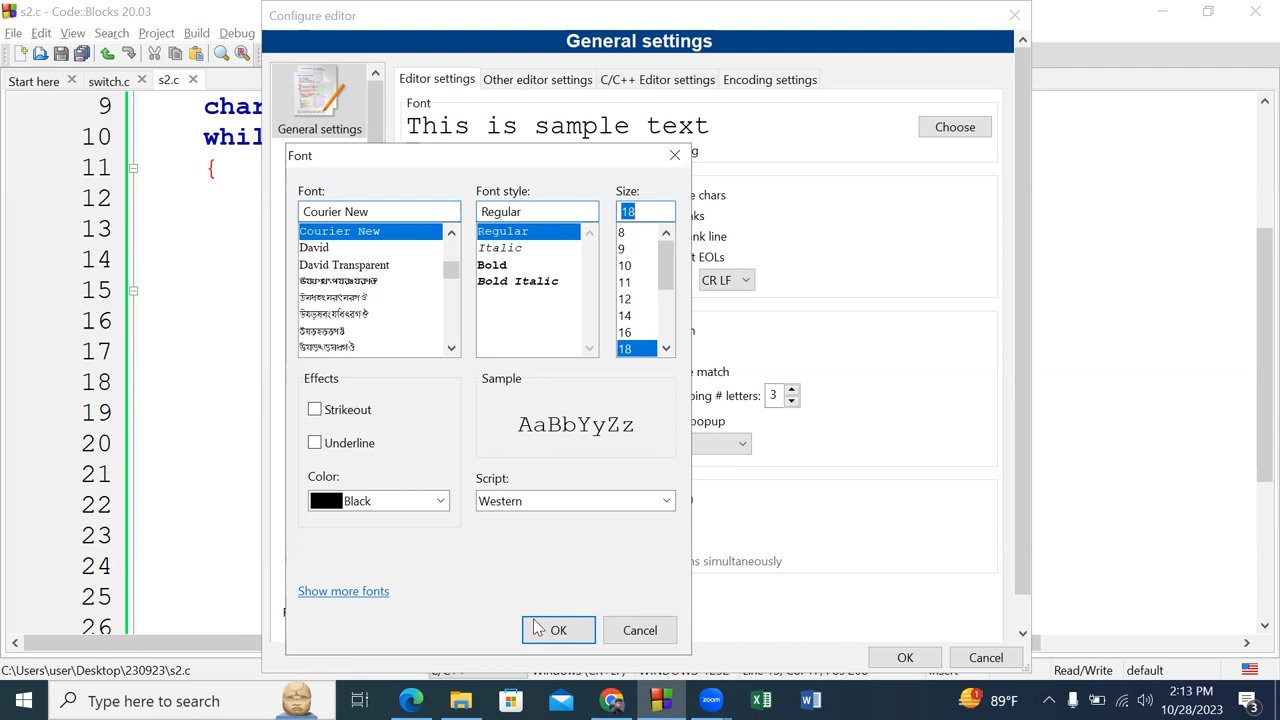 s2.c - Code::Blocks 20.03
File Edit View Search Project Build Debug
Start here
switch.c
s2.c
9
10
11
12
13
14
15
16
17
18
19
20
21
22
23
24
25
26
char
whil
{
Configure editor
General settings
General settings
Editor settings
Other editor settings
C/C++ Editor settings
Encoding settings
Font
This is sample text
Choose
Font
Font:
Courier New
Courier New
David
David Transparent
Font style:
Regular
Regular
Italic
Bold
Bold Italic
Size:
18
8
9
10
11
12
14
16
18
Effects
Strikeout
Underline
Color:
Black
Sample
AaBbYyZz
Script:
Western
Show more fonts
OK
Cancel
CR LF
e match
3
popup
ns simultaneously
OK
Cancel
C:\Users\user\Desktop\230923\s2.c
Read/Write
default
Type here to search
89°F
2:13 PM
10/28/2023
3